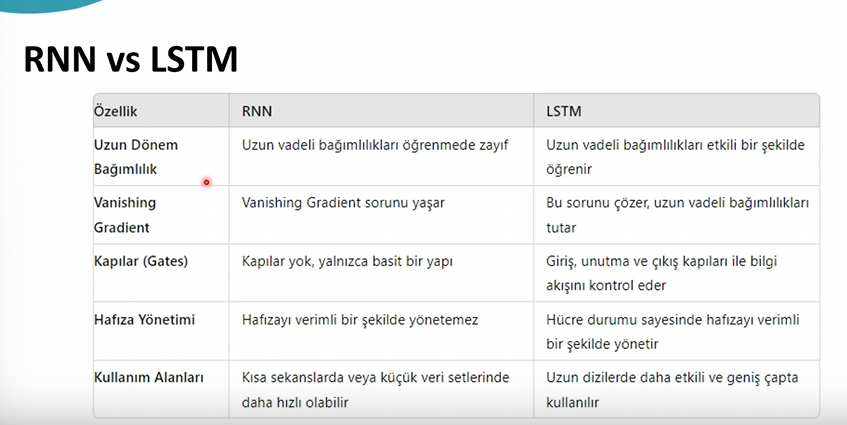 RNN vs LSTM
Özellik RNN LSTM
Uzun Dönem Bağımlılık
Uzun vadeli bağımlılıkları öğrenmede zayıf
Uzun vadeli bağımlılıkları etkili bir şekilde
öğrenir
Vanishing
Gradient
Vanishing Gradient sorunu yaşar
Bu sorunu çözer, uzun vadeli bağımlılıkları
tutar
Kapılar (Gates)
Kapılar yok, yalnızca basit bir yapı
Giriş, unutma ve çıkış kapıları ile bilgi
akışını kontrol eder
Hafıza Yönetimi
Hafızayı verimli bir şekilde yönetemez
Hücre durumu sayesinde hafızayı verimli
bir şekilde yönetir
Kullanım Alanları
Kısa sekanslarda veya küçük veri setlerinde
daha hızlı olabilir
Uzun dizilerde daha etkili ve geniş çapta
kullanılır